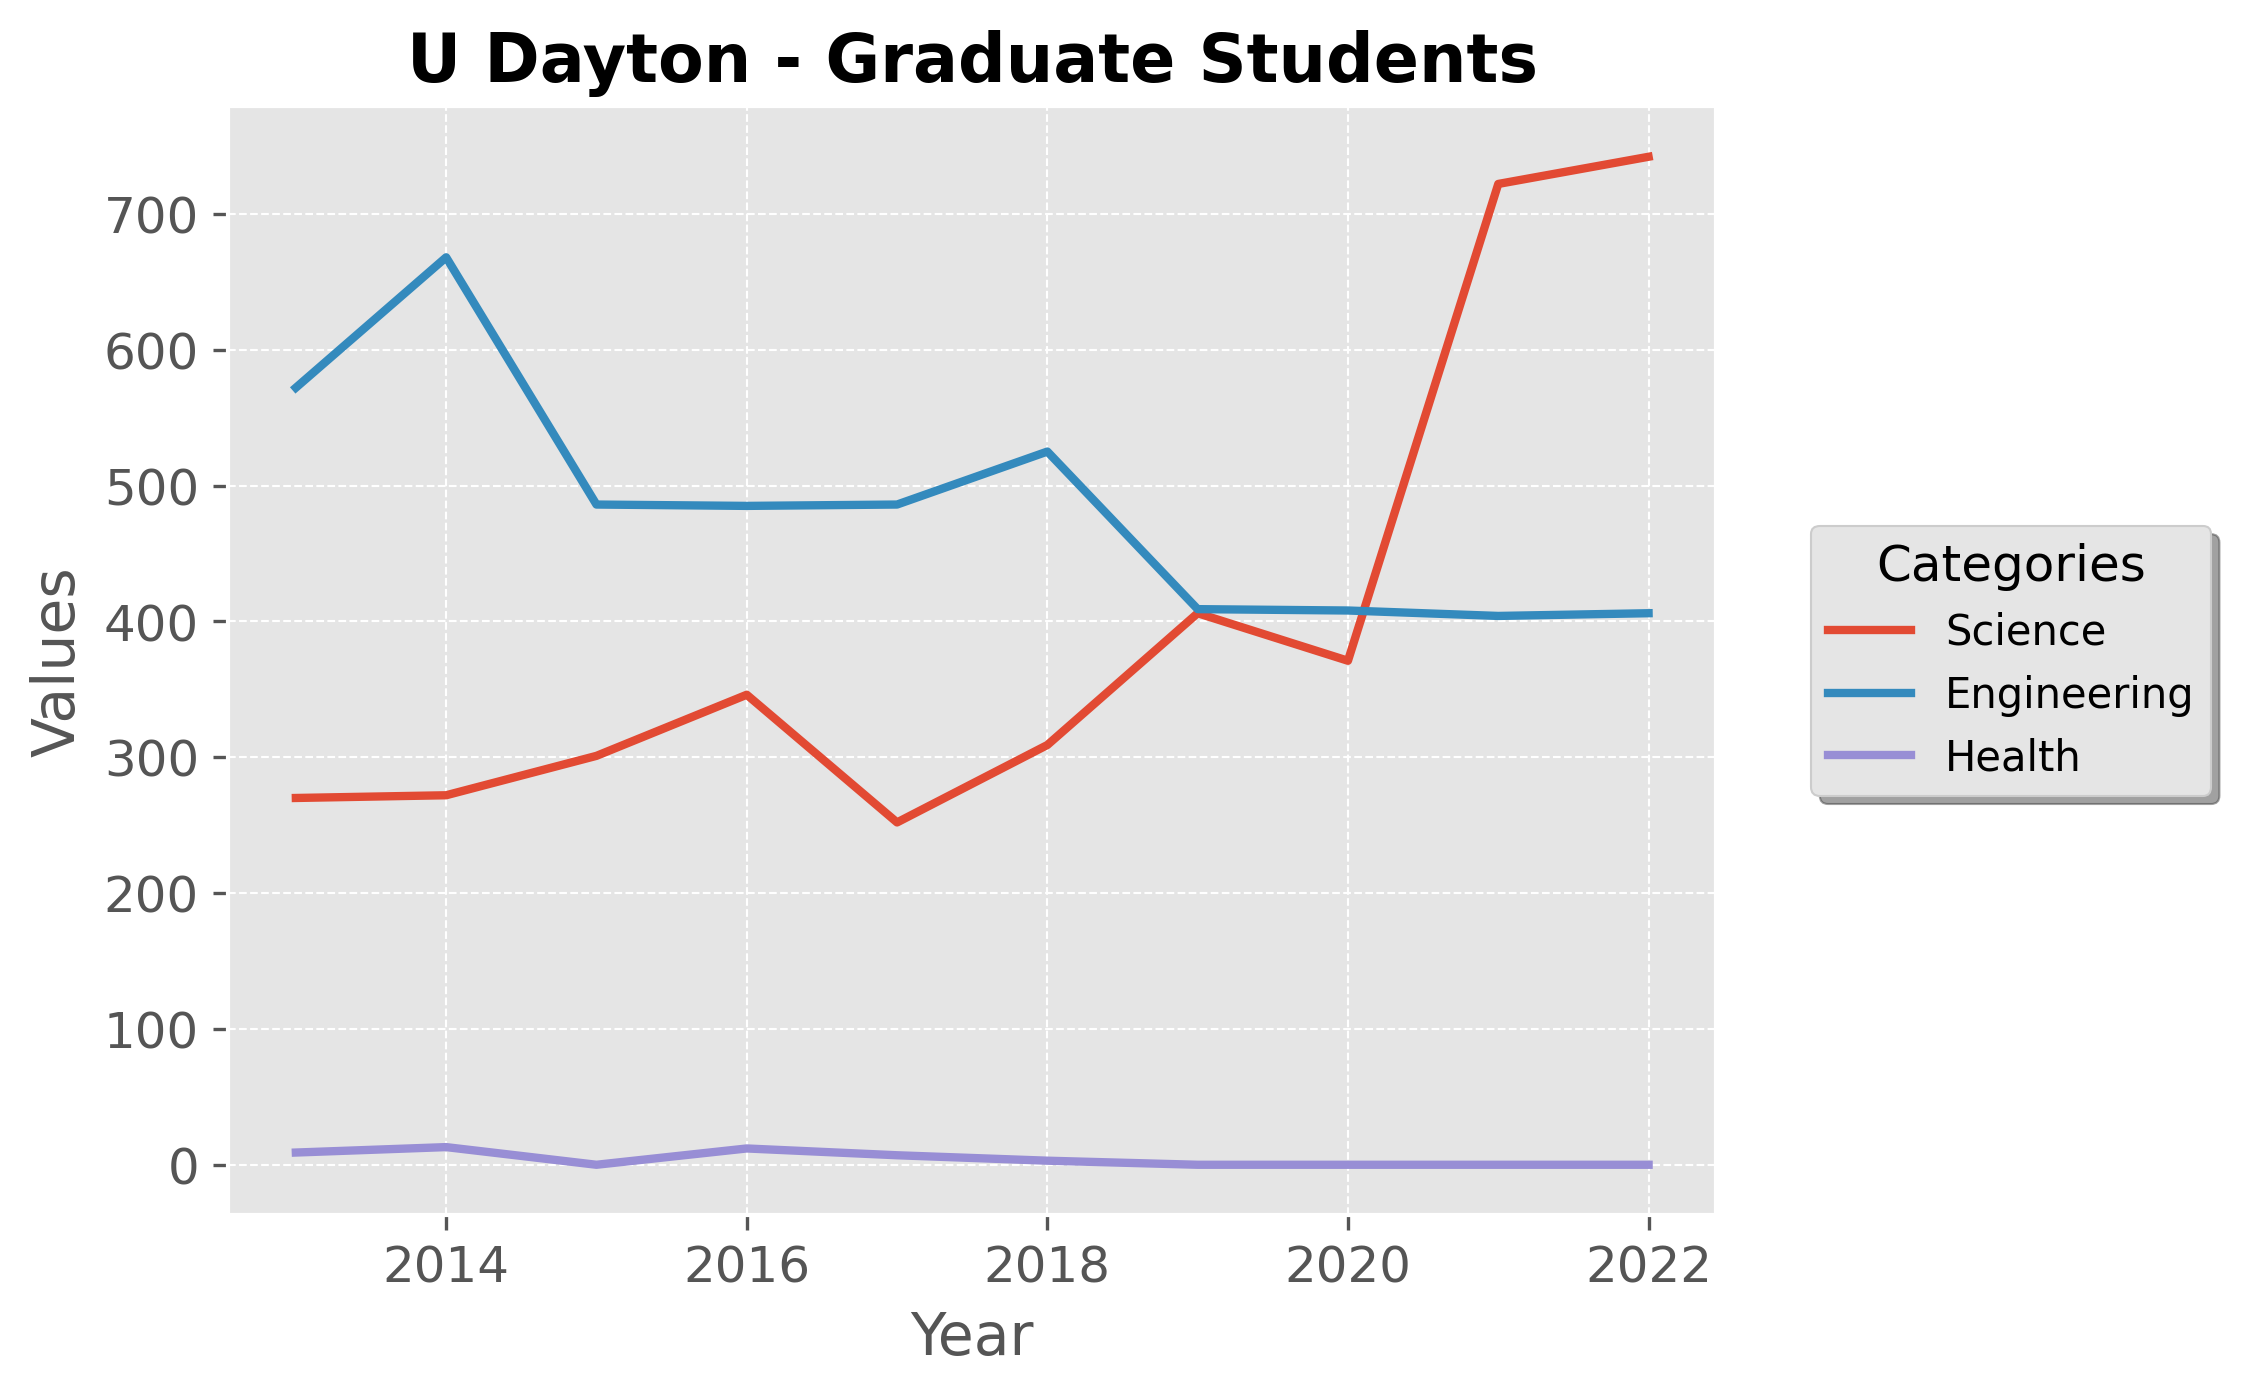 U Dayton - Graduate Students
700
600
500
400
300
200
100
0
Values
2014 2016 2018 2020 2022
Year
Categories
Science
Engineering
Health